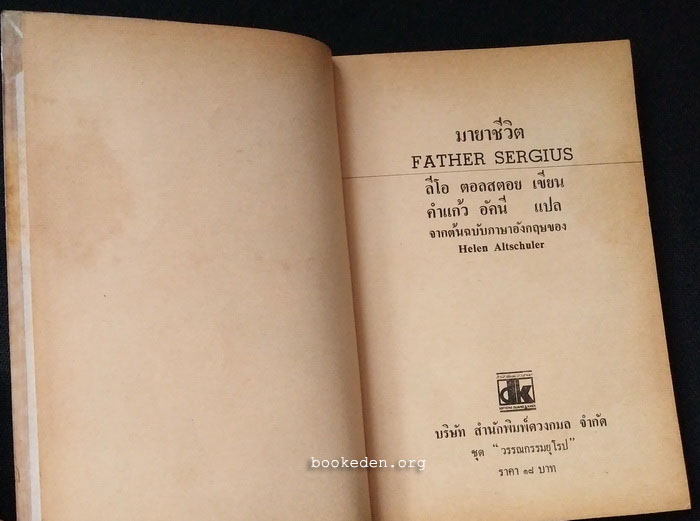 มายาชีวิต
FATHER SERGIUS
ลีโอ ตอลสตอย เขียน
คำแก้ว อัคนี แปล
จากต้นฉบับภาษาอังกฤษของ
Helen Altschuler
dk
บริษัท สำนักพิมพ์ดวงกมล จำกัด
ชุด "วรรณกรรมยุโรป"
ราคา ๑๘ บาท
bookeden.org